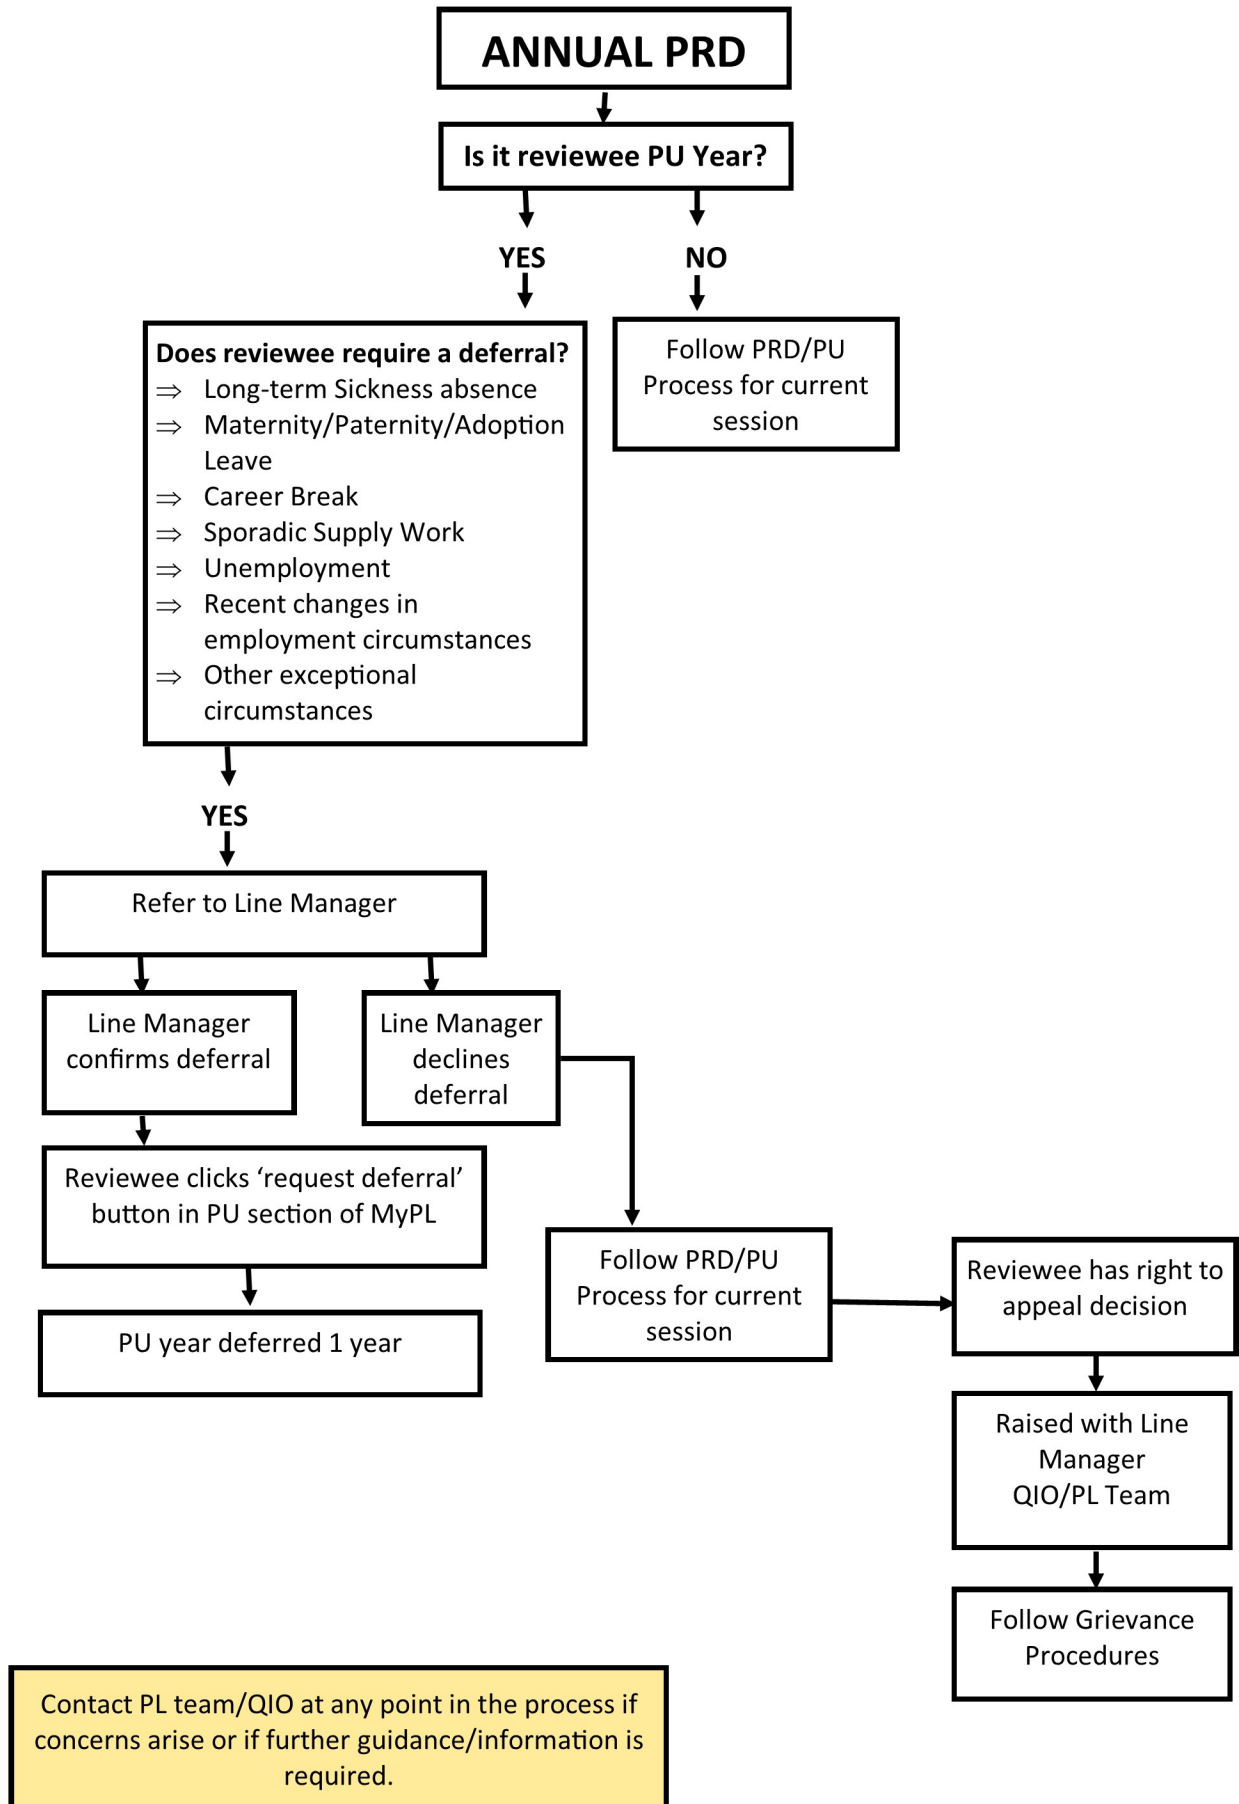 ANNUAL PRD
Is it reviewee PU Year?
YES
NO
Does reviewee require a deferral?
⇒ Long-term Sickness absence
⇒ Maternity/Paternity/Adoption
Leave
⇒ Career Break
⇒ Sporadic Supply Work
⇒ Unemployment
⇒ Recent changes in
employment circumstances
⇒ Other exceptional
circumstances
Follow PRD/PU
Process for current
session
YES
Refer to Line Manager
Line Manager
confirms deferral
Line Manager
declines
deferral
Reviewee clicks ‘request deferral’
button in PU section of MyPL
PU year deferred 1 year
Follow PRD/PU
Process for current
session
Reviewee has right to
appeal decision
Raised with Line
Manager
QIO/PL Team
Follow Grievance
Procedures
Contact PL team/QIO at any point in the process if
concerns arise or if further guidance/information is
required.